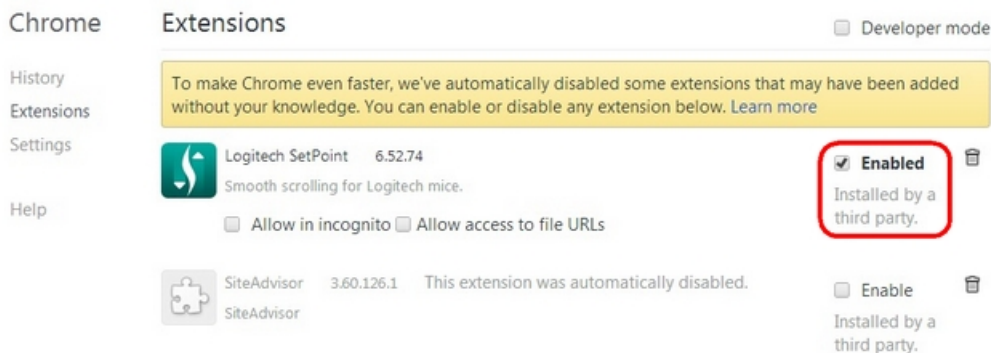 Chrome
Extensions
Developer mode
History
Extensions
Settings
Help
To make Chrome even faster, we've automatically disabled some extensions that may have been added
without your knowledge. You can enable or disable any extension below. Learn more
Logitech SetPoint 6.52.74
Smooth scrolling for Logitech mice.
Allow in incognito Allow access to file URLs
Enabled
Installed by a
third party.
SiteAdvisor 3.60.126.1 This extension was automatically disabled.
SiteAdvisor
Enable
Installed by a
third party.